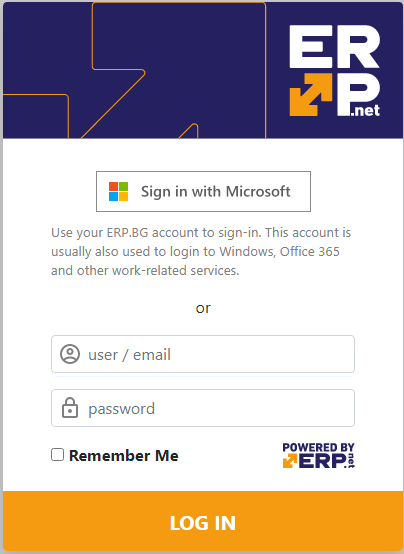 ER
P.net
Sign in with Microsoft
Use your ERP.BG account to sign-in. This account is
usually also used to login to Windows, Office 365
and other work-related services.
or
user / email
password
Remember Me
POWERED BY
ERP.net
LOG IN